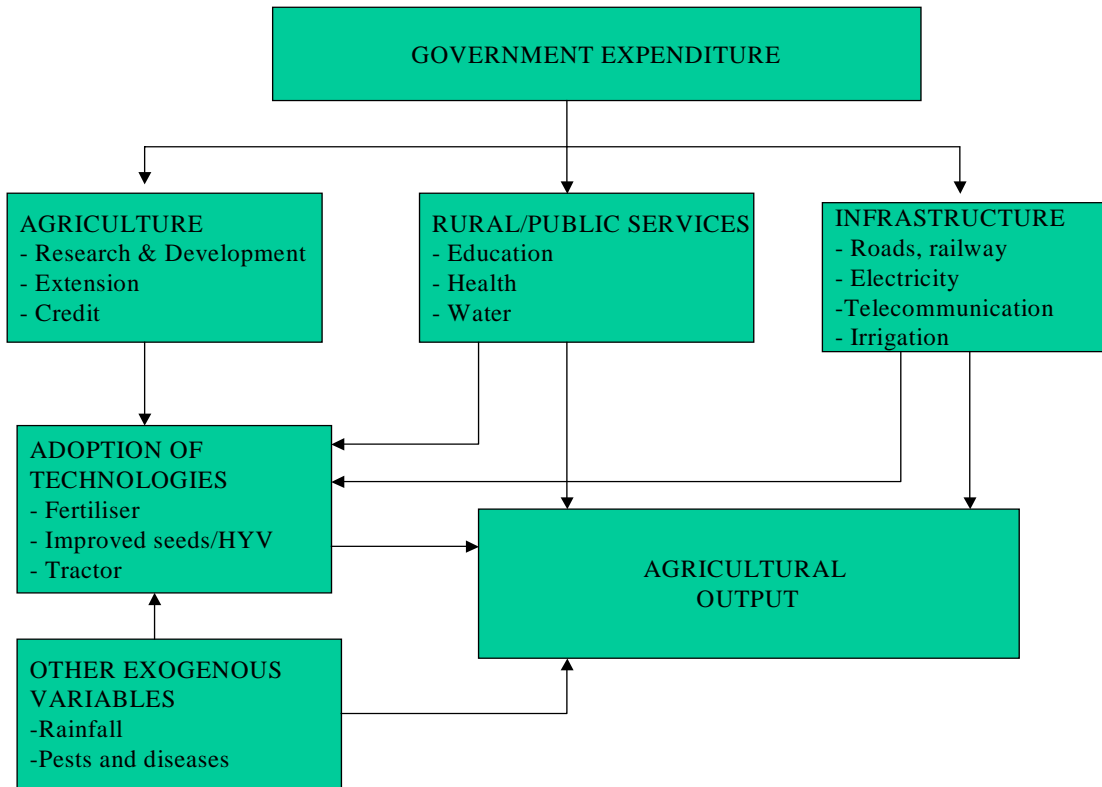 GOVERNMENT EXPENDITURE
AGRICULTURE
- Research & Development
- Extension
- Credit
RURAL/PUBLIC SERVICES
- Education
- Health
- Water
INFRASTRUCTURE
- Roads, railway
- Electricity
-Telecommunication
- Irrigation
ADOPTION OF
TECHNOLOGIES
- Fertiliser
- Improved seeds/HYV
- Tractor
AGRICULTURAL
OUTPUT
OTHER EXOGENOUS
VARIABLES
-Rainfall
-Pests and diseases